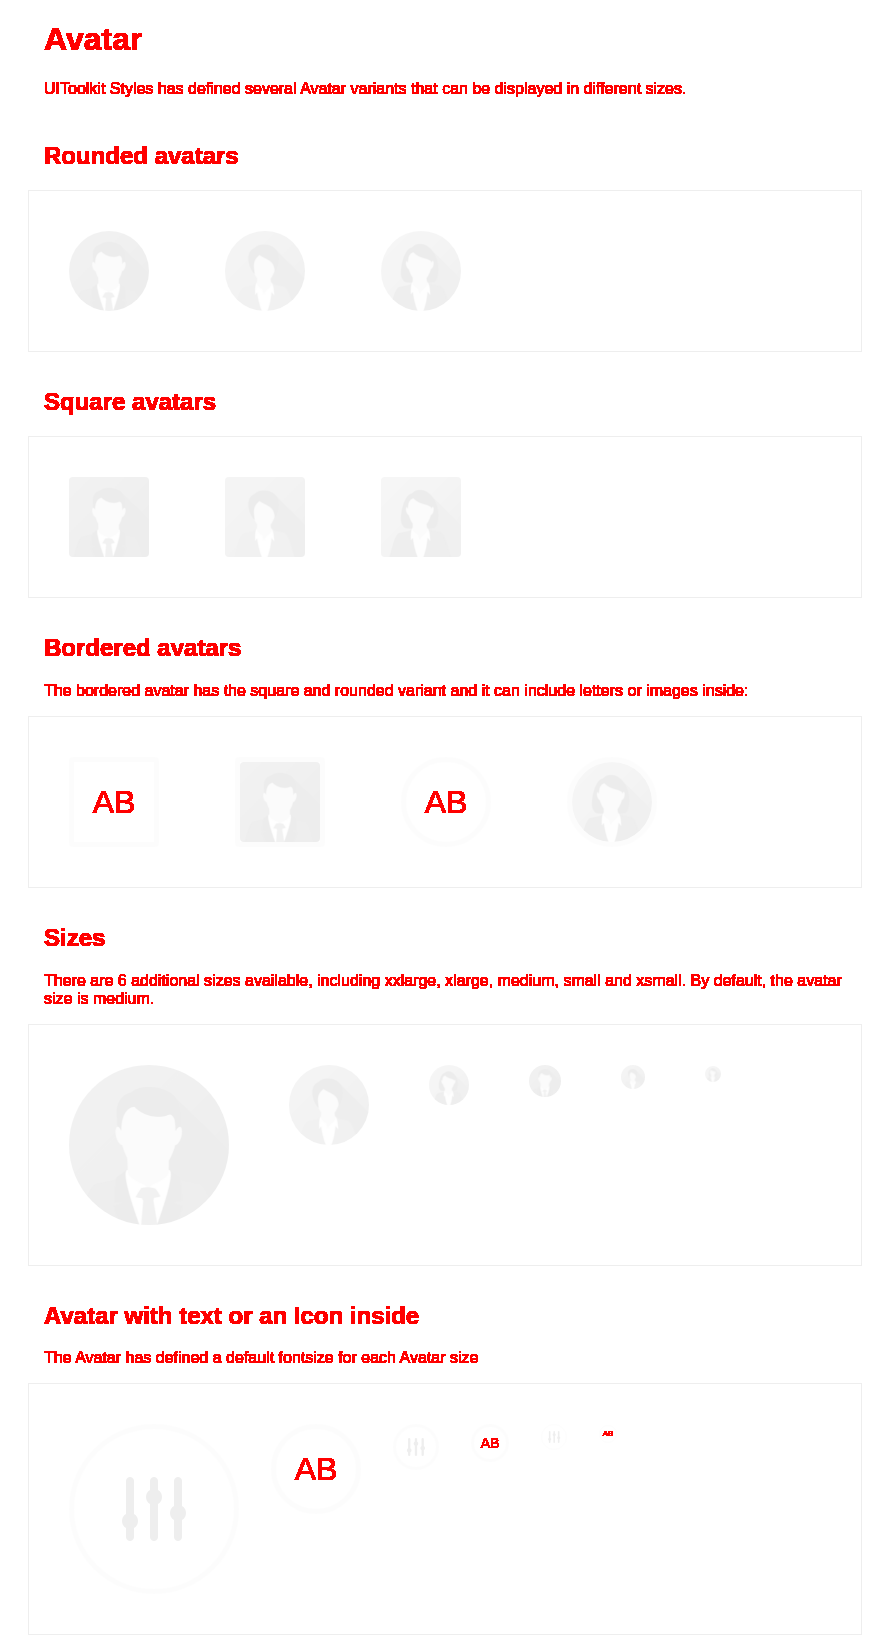 Avatar
UIToolkit Styles has defined several Avatar variants that can be displayed in different sizes.
Rounded avatars
Square avatars
Bordered avatars
The bordered avatar has the square and rounded variant and it can include letters or images inside:
AB AB
Sizes
There are 6 additional sizes available, including xxlarge, xlarge, medium, small and xsmall. By default, the avatar
size is medium.
Avatar with text or an Icon inside
The Avatar has defined a default fontsize for each Avatar size
AB AB AB